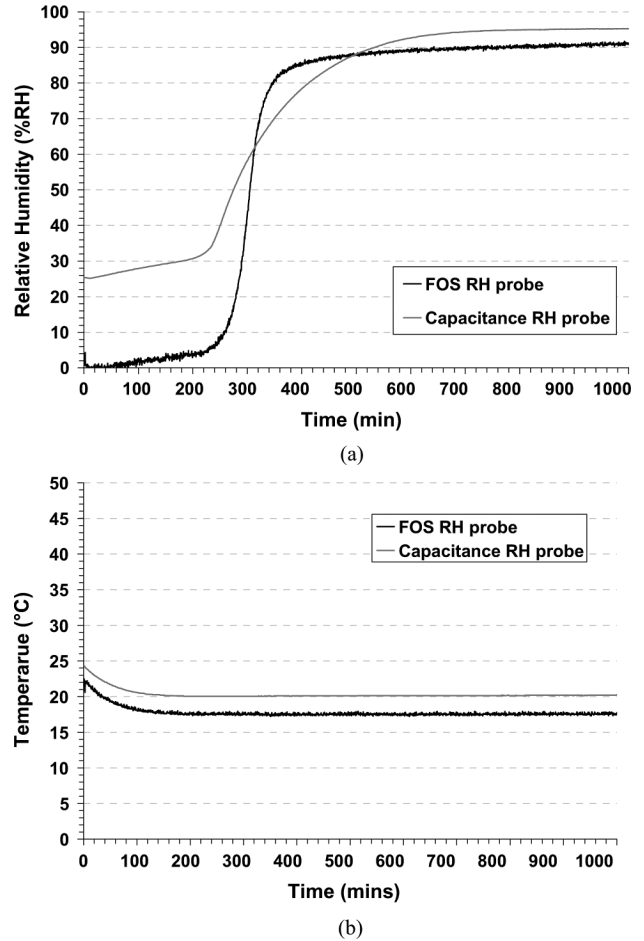 100
90
80
70
60
50
40
30
20
10
0
Relative Humidity (%RH)
FOS RH probe
Capacitance RH probe
0 100 200 300 400 500 600 700 800 900 1000
Time (min)
(a)
50
45
40
35
30
25
20
15
10
5
0
Temperarue (°C)
FOS RH probe
Capacitance RH probe
0 100 200 300 400 500 600 700 800 900 1000
Time (mins)
(b)